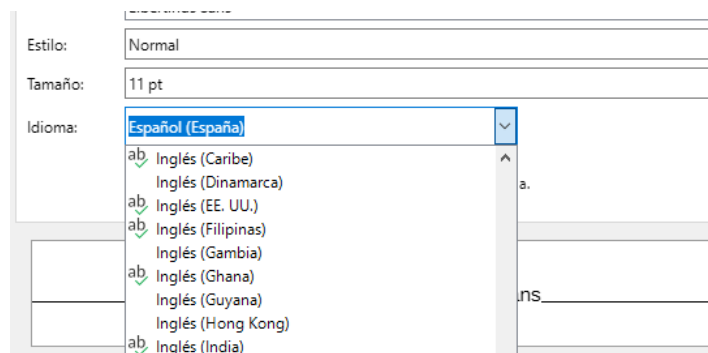 Estilo:
Normal
Tamaño:
11 pt
Idioma:
Español (España)
Inglés (Caribe)
Inglés (Dinamarca)
a.
Inglés (EE. UU.)
Inglés (Filipinas)
Inglés (Gambia)
Inglés (Ghana)
Inglés (Guyana)
ns
Inglés (Hong Kong)
Inglés (India)